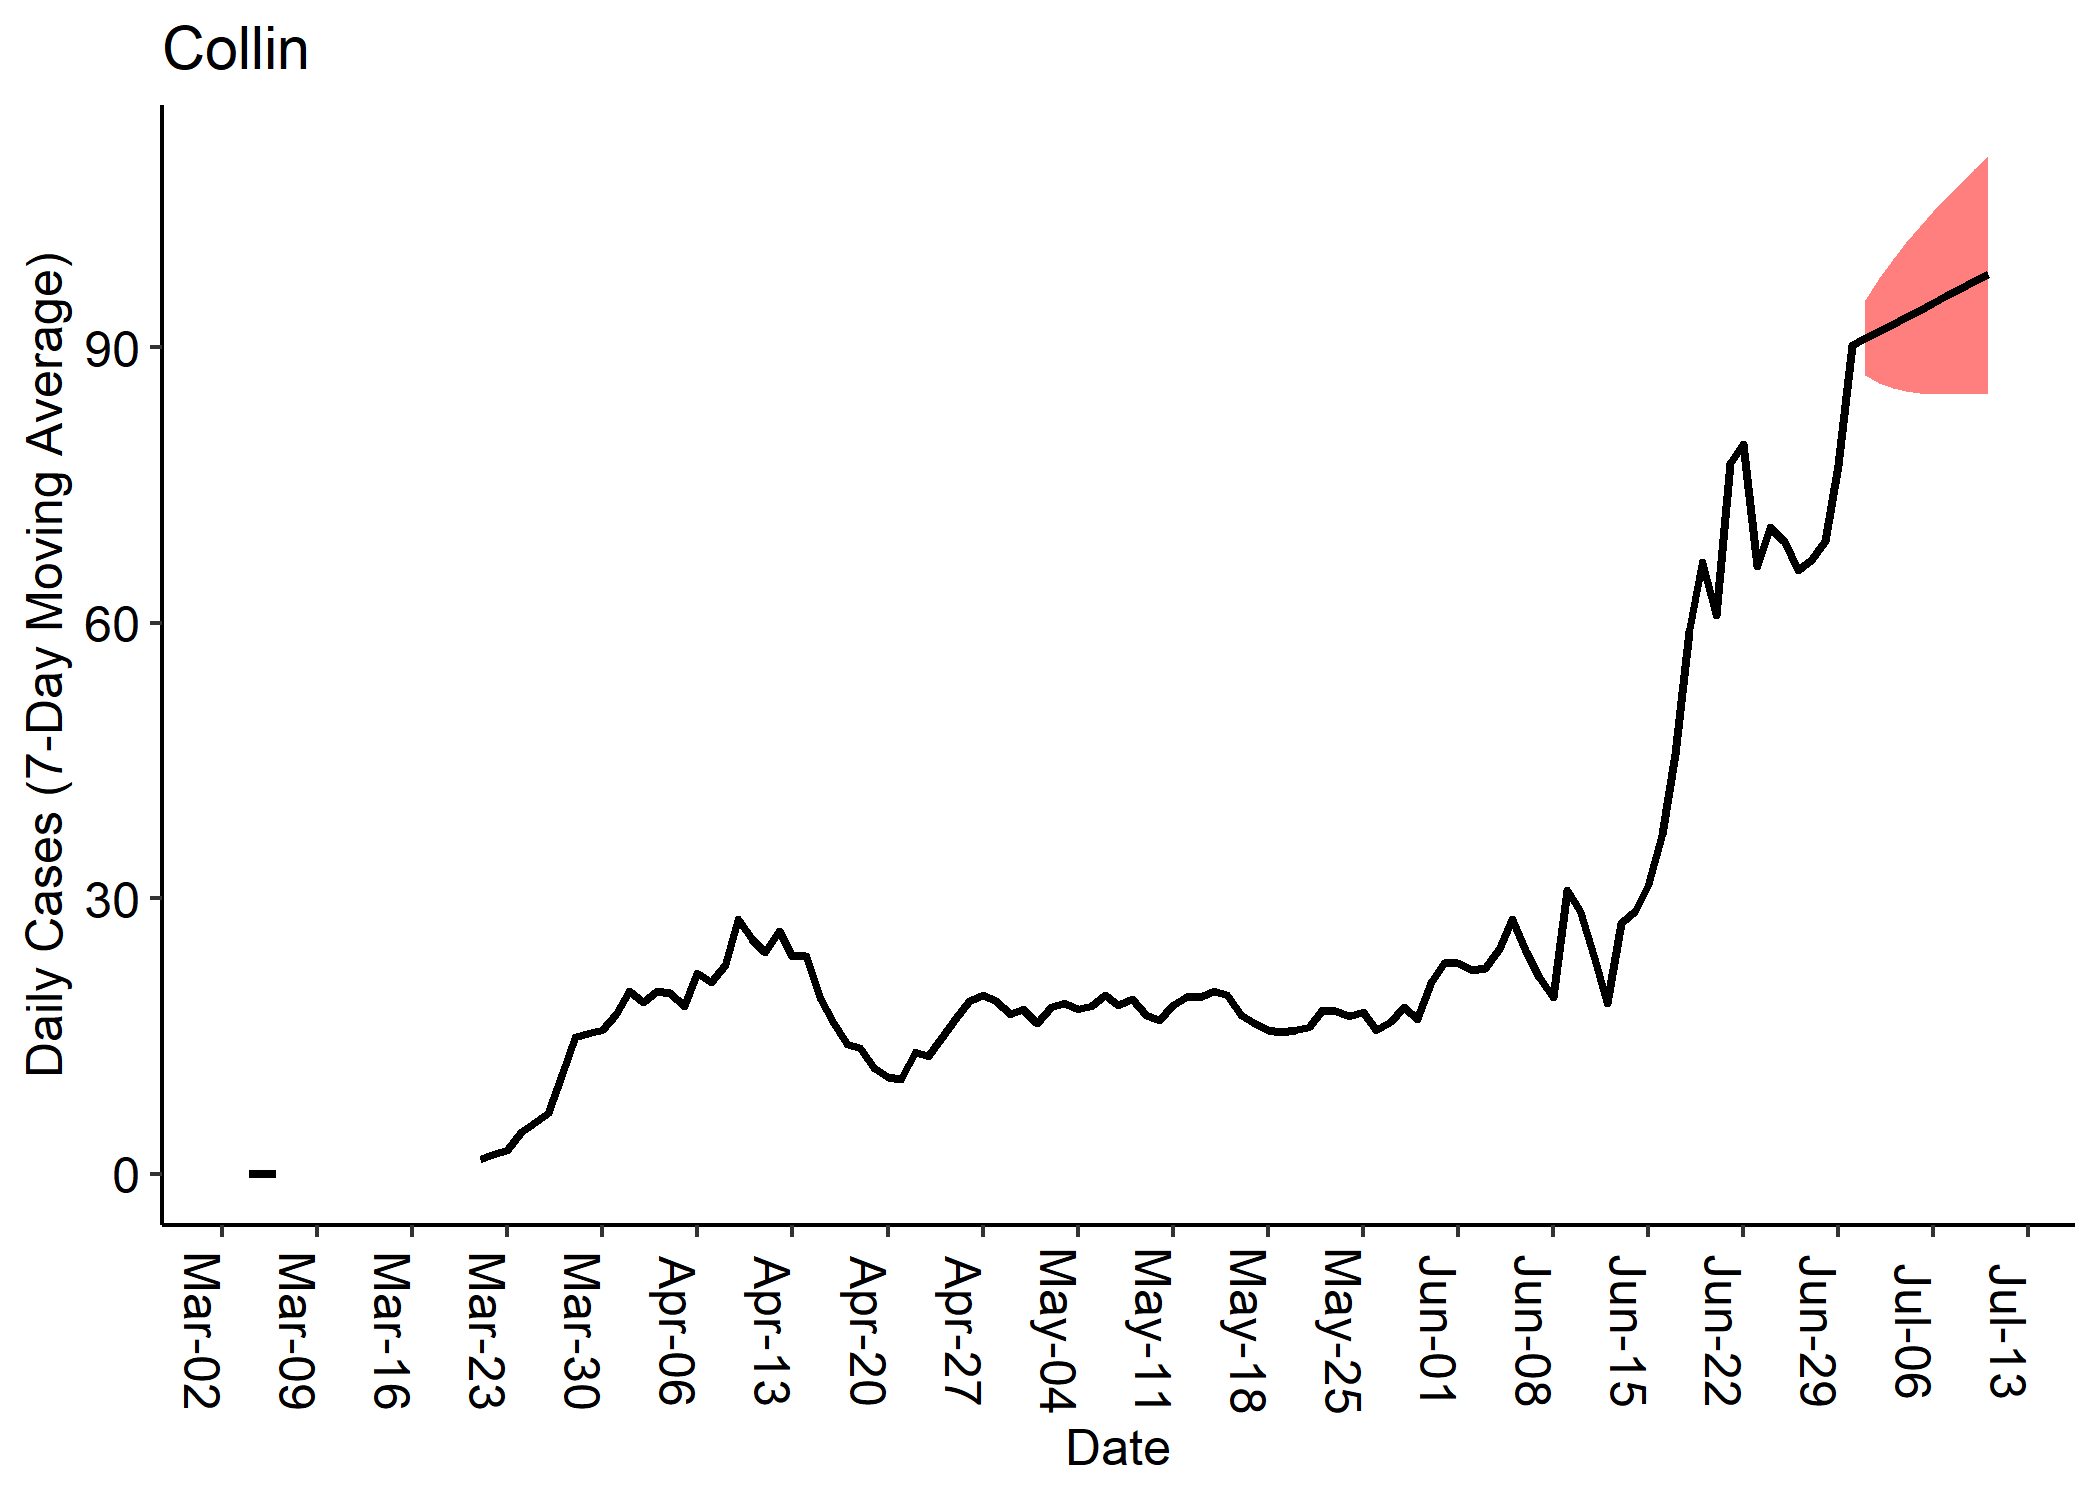 Collin
Daily Cases (7-Day Moving Average)
90
60
30
0
Mar-02
Mar-09
Mar-16
Mar-23
Mar-30
Apr-06
Apr-13
Apr-20
Apr-27
May-04
May-11
May-18
May-25
Jun-01
Jun-08
Jun-15
Jun-22
Jun-29
Jul-06
Jul-13
Date